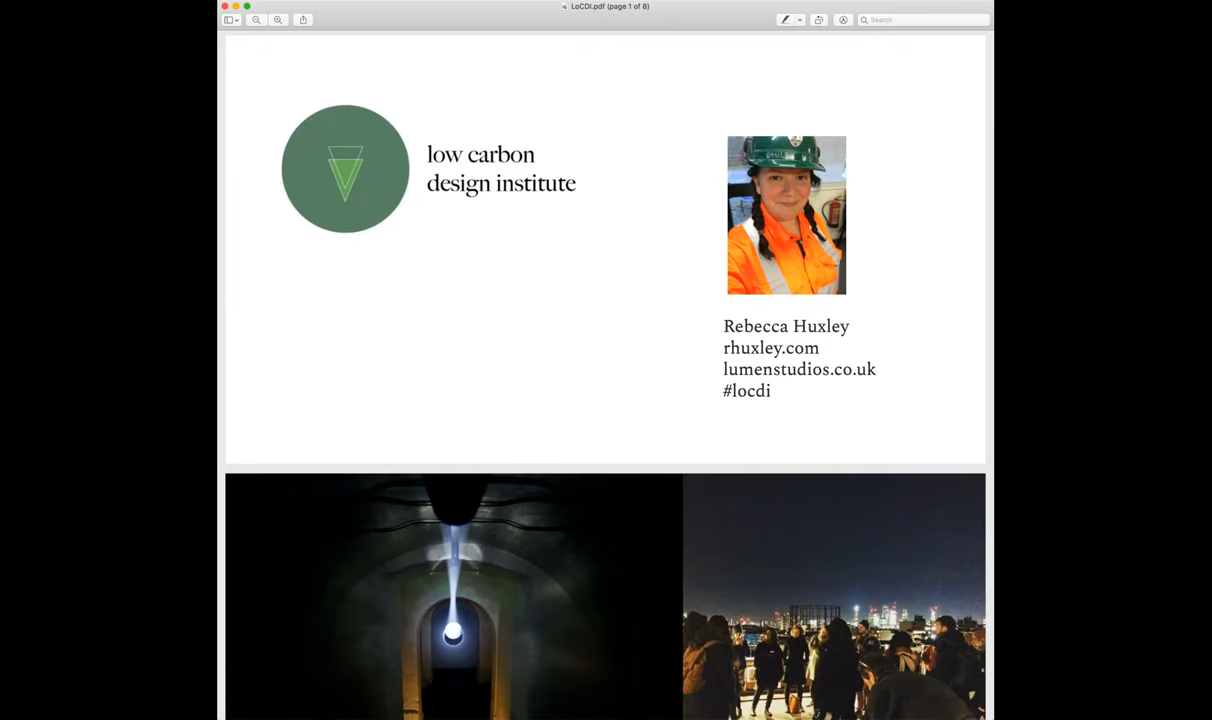 LoCDI.pdf (page 1 of 8)
Search
low carbon
design institute
Rebecca Huxley
rhuxley.com
lumenstudios.co.uk
#locdi